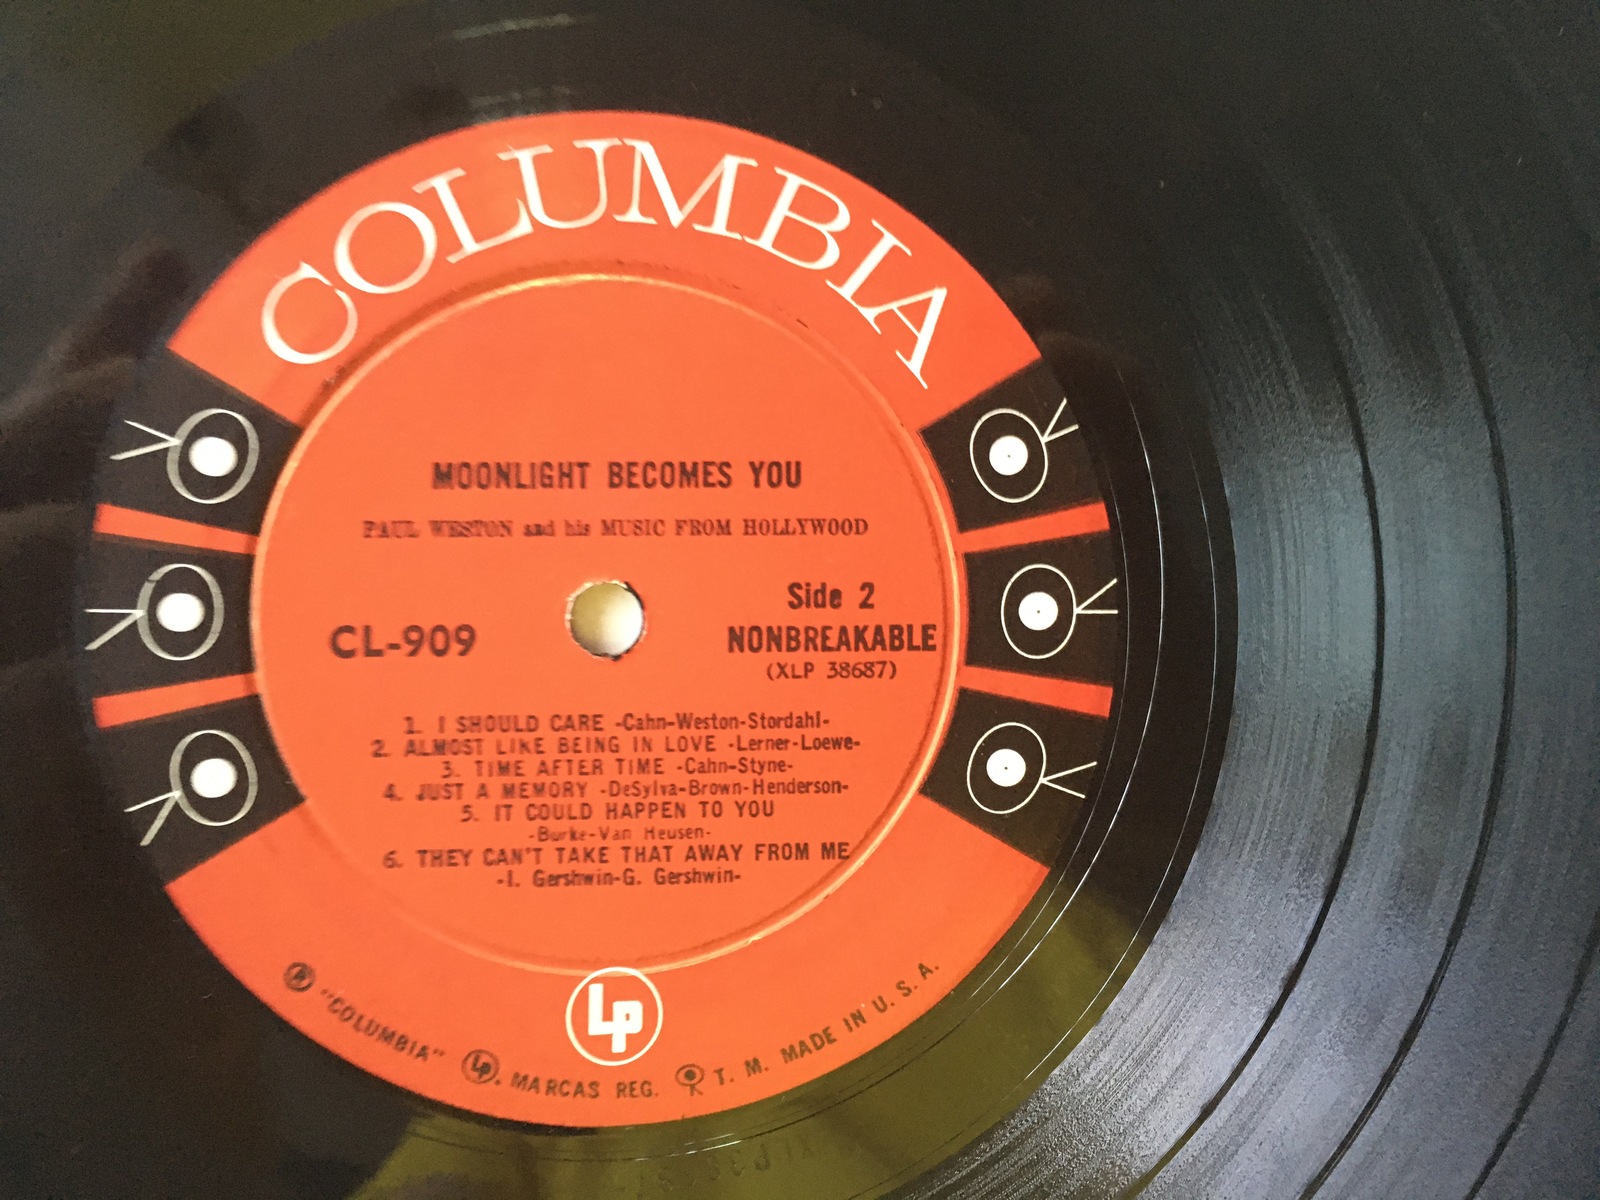 COLUMBIA
MOONLIGHT BECOMES YOU
PAUL WESTON and his MUSIC FROM HOLLYWOOD
Side 2
CL-909
NONBREAKABLE
(XLP 38687)
1. I SHOULD CARE -Cahn-Weston-Stordahl-
2. ALMOST LIKE BEING IN LOVE -Lerner-Loewe-
3. TIME AFTER TIME -Cahn-Styne-
4. JUST A MEMORY -DeSylva-Brown-Henderson-
5. IT COULD HAPPEN TO YOU
-Burke-Van Heusen-
6. THEY CAN'T TAKE THAT AWAY FROM ME
-I. Gershwin-G. Gershwin-
LP
"COLUMBIA" LP. MARCAS REG. T. M. MADE IN U. S. A.